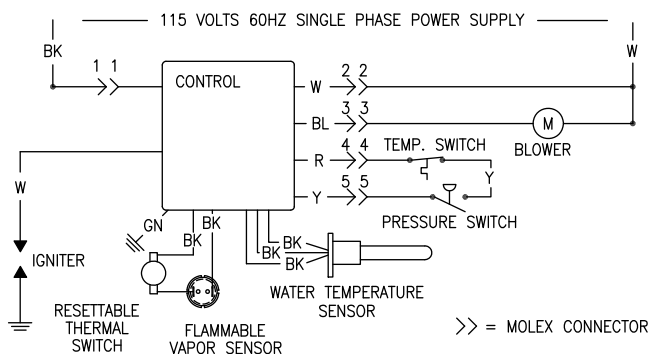 115 VOLTS 60HZ SINGLE PHASE POWER SUPPLY
BK
W
1 1
CONTROL
W
2 2
BL
3 3
M
BLOWER
R
4 4
TEMP. SWITCH
Y
Y
5 5
PRESSURE SWITCH
W
GN
BK
BK
BK
BK
BK
IGNITER
WATER TEMPERATURE
SENSOR
RESETTABLE
THERMAL
SWITCH
FLAMMABLE
VAPOR SENSOR
>> = MOLEX CONNECTOR